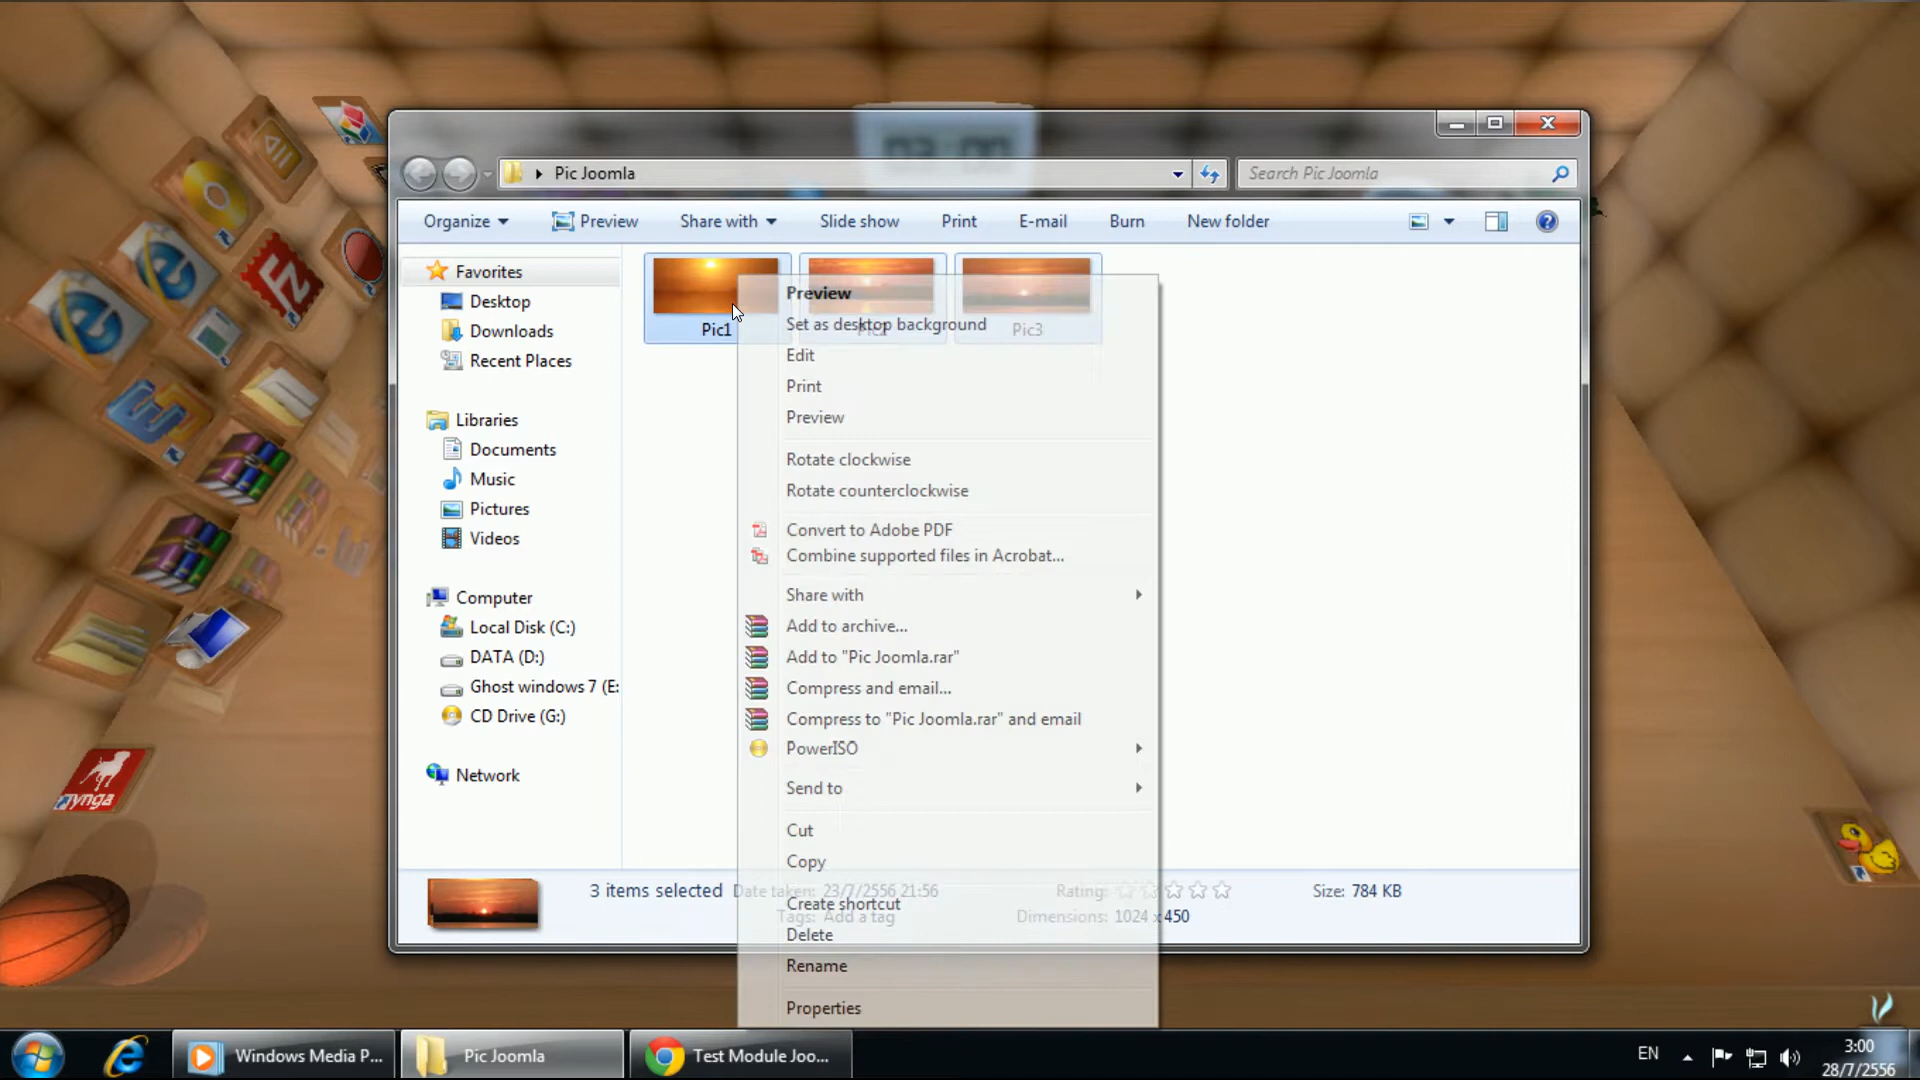 Pic Joomla
Search Pic Joomla
Organize
Preview
Share with
Slide show
Print
E-mail
Burn
New folder
Favorites
Desktop
Downloads
Recent Places
Libraries
Documents
Music
Pictures
Videos
Computer
Local Disk (C:)
DATA (D:)
Ghost windows 7 (E:
CD Drive (G:)
Network
Pic1
Pic3
Preview
Set as desktop background
Edit
Print
Preview
Rotate clockwise
Rotate counterclockwise
Convert to Adobe PDF
Combine supported files in Acrobat...
Share with
Add to archive...
Add to "Pic Joomla.rar"
Compress and email...
Compress to "Pic Joomla.rar" and email
PowerISO
Send to
Cut
Copy
Create shortcut
Delete
Rename
Properties
3 items selected
Date taken: 23/7/2556 21:56
Tags: Add a tag
Rating:
Dimensions: 1024 x 450
Size: 784 KB
zynga
Windows Media P...
Pic Joomla
Test Module Joo...
EN
3:00
28/7/2556